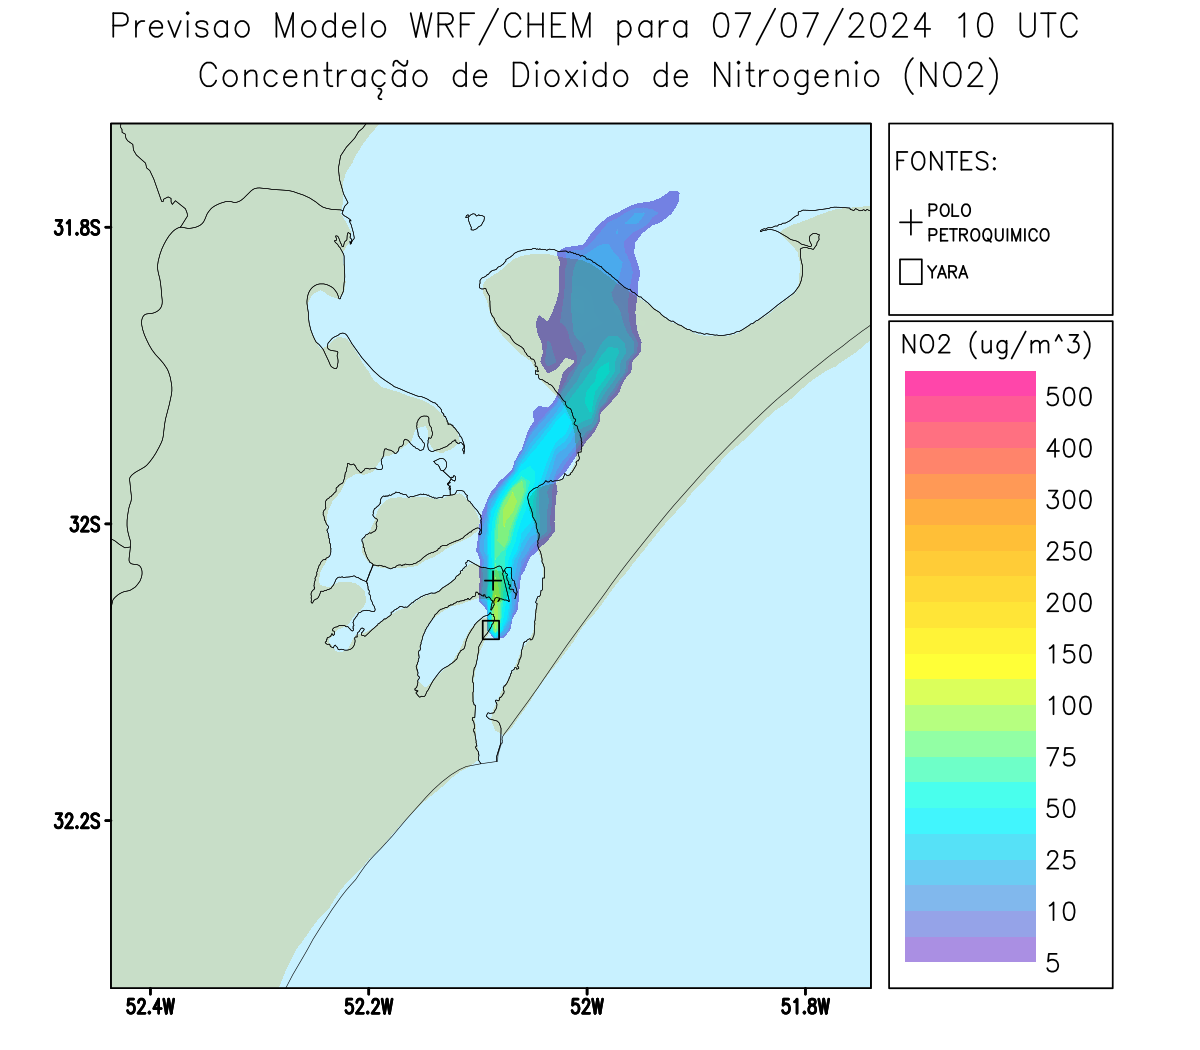 Previsao Modelo WRF/CHEM para 07/07/2024 10 UTC
Concentração de Dioxido de Nitrogenio (NO2)
FONTES:
POLO
PETROQUIMICO
YARA
NO2 (ug/m^3)
500
400
300
250
200
150
100
75
50
25
10
5
31.8S
32S
32.2S
52.4W
52.2W
52W
51.8W